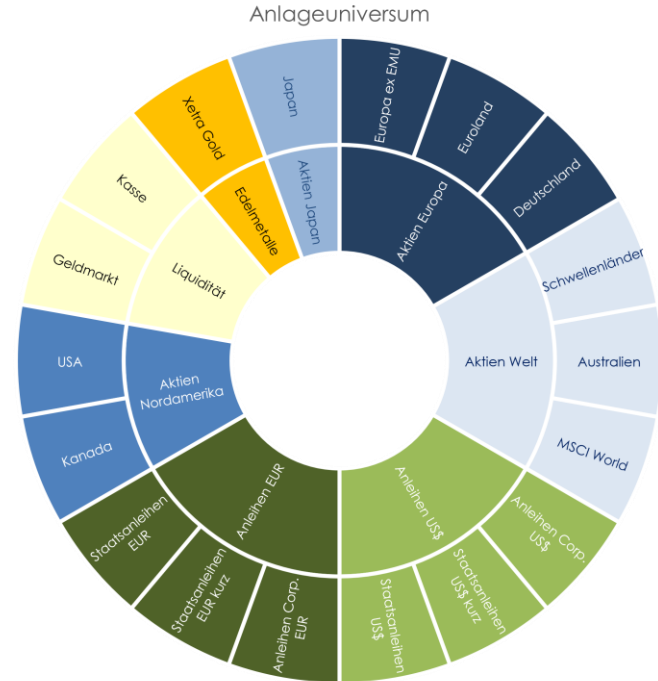 Anlageuniversum
Europa ex EMU
Euroland
Deutschland
Aktien Europa
Schwellenländer
Australien
MSCI World
Aktien Welt
Anleihen Corp.
US$
Staatsanleihen
US$ kurz
Staatsanleihen
US$
Anleihen US$
Anleihen Corp.
EUR
Staatsanleihen
EUR kurz
Staatsanleihen
EUR
Anleihen EUR
Kanada
USA
Aktien
Nordamerika
Geldmarkt
Kasse
Liquidität
Xetra Gold
Edelmetalle
Japan
Aktien Japan